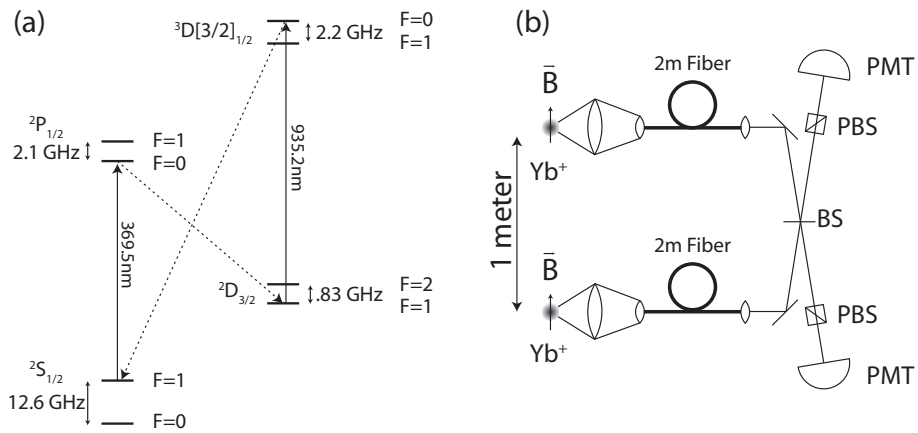 (a)
³D[3/2]₁/₂
F=0
2.2 GHz
F=1
²P₁/₂
F=1
2.1 GHz
F=0
935.2nm
369.5nm
²D₃/₂
F=2
.83 GHz
F=1
²S₁/₂
F=1
12.6 GHz
F=0
(b)
2m Fiber
PMT
B̄
PBS
Yb⁺
1 meter
BS
2m Fiber
B̄
PBS
Yb⁺
PMT